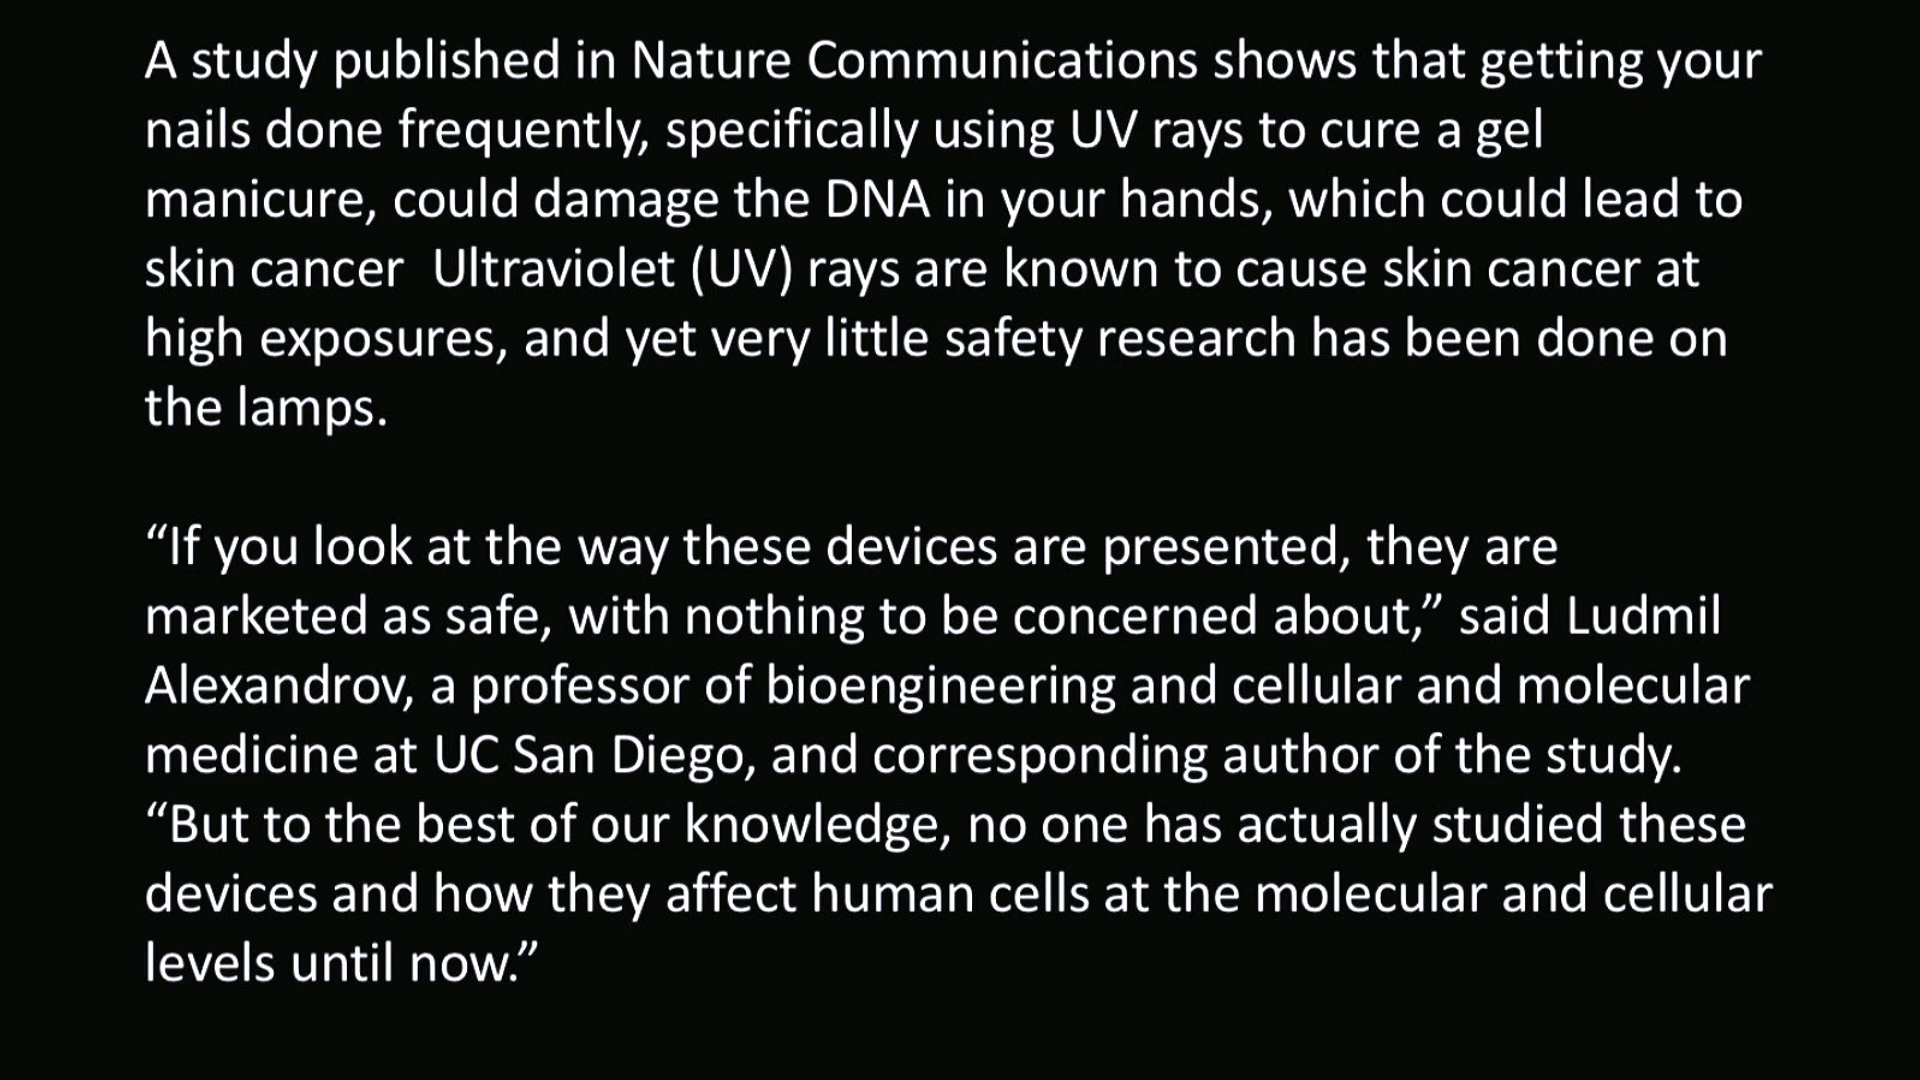 A study published in Nature Communications shows that getting your
nails done frequently, specifically using UV rays to cure a gel
manicure, could damage the DNA in your hands, which could lead to
skin cancer  Ultraviolet (UV) rays are known to cause skin cancer at
high exposures, and yet very little safety research has been done on
the lamps.
“If you look at the way these devices are presented, they are
marketed as safe, with nothing to be concerned about,” said Ludmil
Alexandrov, a professor of bioengineering and cellular and molecular
medicine at UC San Diego, and corresponding author of the study.
“But to the best of our knowledge, no one has actually studied these
devices and how they affect human cells at the molecular and cellular
levels until now.”